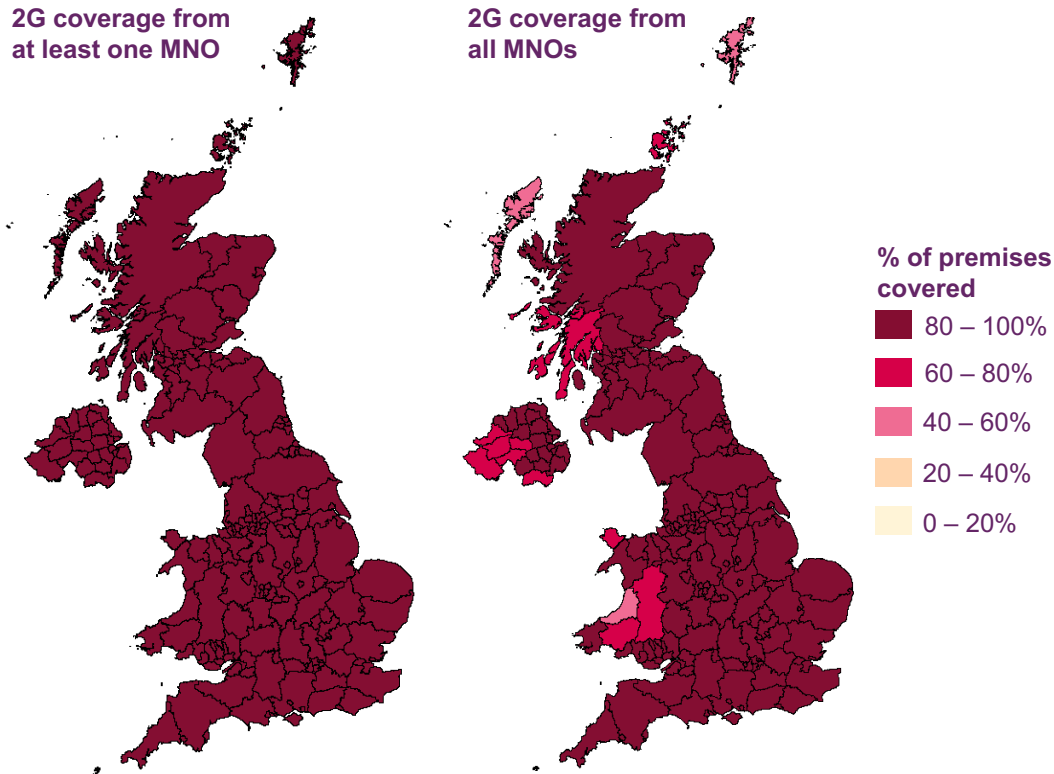 2G coverage from
at least one MNO
2G coverage from
all MNOs
% of premises
covered
80 – 100%
60 – 80%
40 – 60%
20 – 40%
0 – 20%